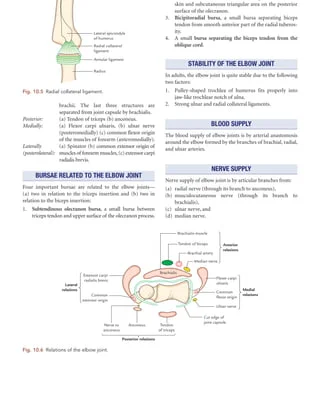 Lateral epicondyle
of humerus
Radial collateral
ligament
Annular ligament
Radius
Fig. 10.5 Radial collateral ligament.
brachii. The last three structures are
separated from joint capsule by brachialis.
Posterior: (a) Tendon of triceps (b) anconeus.
Medially: (a) Flexor carpi ulnaris, (b) ulnar nerve
(posteromedially) (c) common flexor origin
of the muscles of forearm (anteromedially).
Laterally (a) Spinator (b) common extensor origin of
(posterolateral): muscles of forearm muscles, (c) extensor carpi
radialis brevis.
BURSAE RELATED TO THE ELBOW JOINT
Four important bursae are related to the elbow joints—
(a) two in relation to the triceps insertion and (b) two in
relation to the biceps insertion:
1. Subtendinous olecranon bursa, a small bursa between
triceps tendon and upper surface of the olecranon process.
skin and subcutaneous triangular area on the posterior
surface of the olecranon.
3. Bicipitoradial bursa, a small bursa separating biceps
tendon from smooth anterior part of the radial tuberos-
ity.
4. A small bursa separating the biceps tendon from the
oblique cord.
STABILITY OF THE ELBOW JOINT
In adults, the elbow joint is quite stable due to the following
two factors:
1. Pulley-shaped trochlea of humerus fits properly into
jaw-like trochlear notch of ulna.
2. Strong ulnar and radial collateral ligaments.
BLOOD SUPPLY
The blood supply of elbow joints is by arterial anastomosis
around the elbow formed by the branches of brachial, radial,
and ulnar arteries.
NERVE SUPPLY
Nerve supply of elbow joint is by articular branches from:
(a) radial nerve (through its branch to anconeus),
(b) musculocutaneous nerve (through its branch to
brachialis),
(c) ulnar nerve, and
(d) median nerve.
Brachialis muscle
Tendon of biceps
Brachial artery
Median nerve
Anterior
relations
Brachialis
Extensor carpi
radialis brevis
Lateral
relations
Common
extensor origin
Flexor carpi
ulnaris
Common
flexor origin
Medial
relations
Ulnar nerve
Cut edge of
joint capsule
Nerve to
anconeus
Anconeus
Tendon
of triceps
Posterior relations
Fig. 10.6 Relations of the elbow joint.